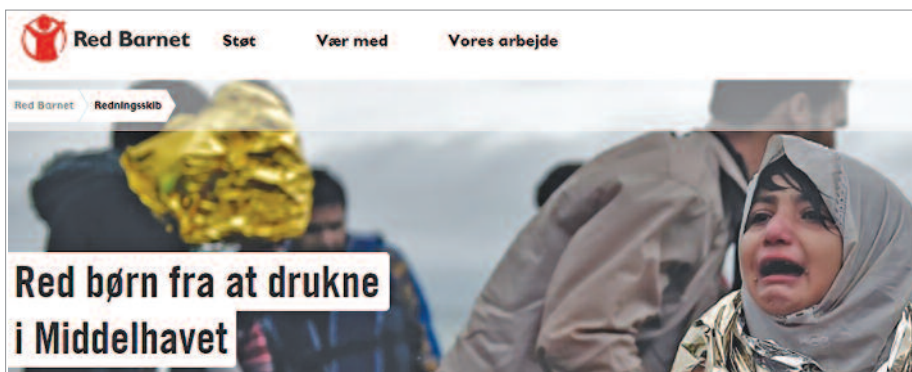 Red Barnet Støt Vær med Vores arbejde
Red Barnet Redningsskib
Red børn fra at drukne
i Middelhavet